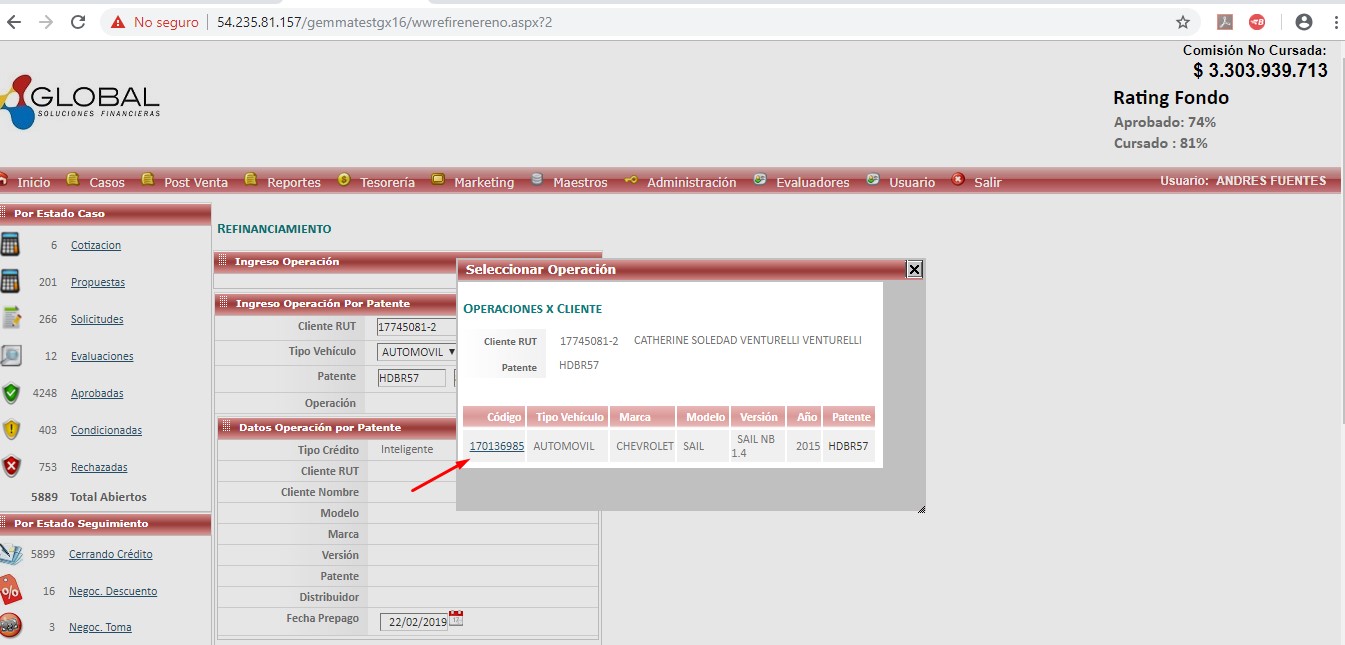 No seguro 54.235.81.157/gemmatestgx16/wwrefirenereno.aspx?2
Comisión No Cursada:
$ 3.303.939.713
GLOBAL
SOLUCIONES FINANCIERAS
Rating Fondo
Aprobado: 74%
Cursado : 81%
Inicio Casos Post Venta Reportes Tesorería Marketing Maestros Administración Evaluadores Usuario Salir Usuario: ANDRES FUENTES
Por Estado Caso
6 Cotizacion
201 Propuestas
266 Solicitudes
12 Evaluaciones
4248 Aprobadas
403 Condicionadas
753 Rechazadas
5889 Total Abiertos
Por Estado Seguimiento
5899 Cerrando Crédito
16 Negoc. Descuento
3 Negoc. Toma
REFINANCIAMIENTO
Ingreso Operación
Ingreso Operación Por Patente
Cliente RUT 17745081-2
Tipo Vehículo AUTOMOVIL
Patente HDBR57
Operación
Datos Operación por Patente
Tipo Crédito Inteligente
Cliente RUT
Cliente Nombre
Modelo
Marca
Versión
Patente
Distribuidor
Fecha Prepago 22/02/2019
Seleccionar Operación
OPERACIONES X CLIENTE
Cliente RUT 17745081-2 CATHERINE SOLEDAD VENTURELLI VENTURELLI
Patente HDBR57
Código Tipo Vehículo Marca Modelo Versión Año Patente
170136985 AUTOMOVIL CHEVROLET SAIL SAIL NB 1.4 2015 HDBR57